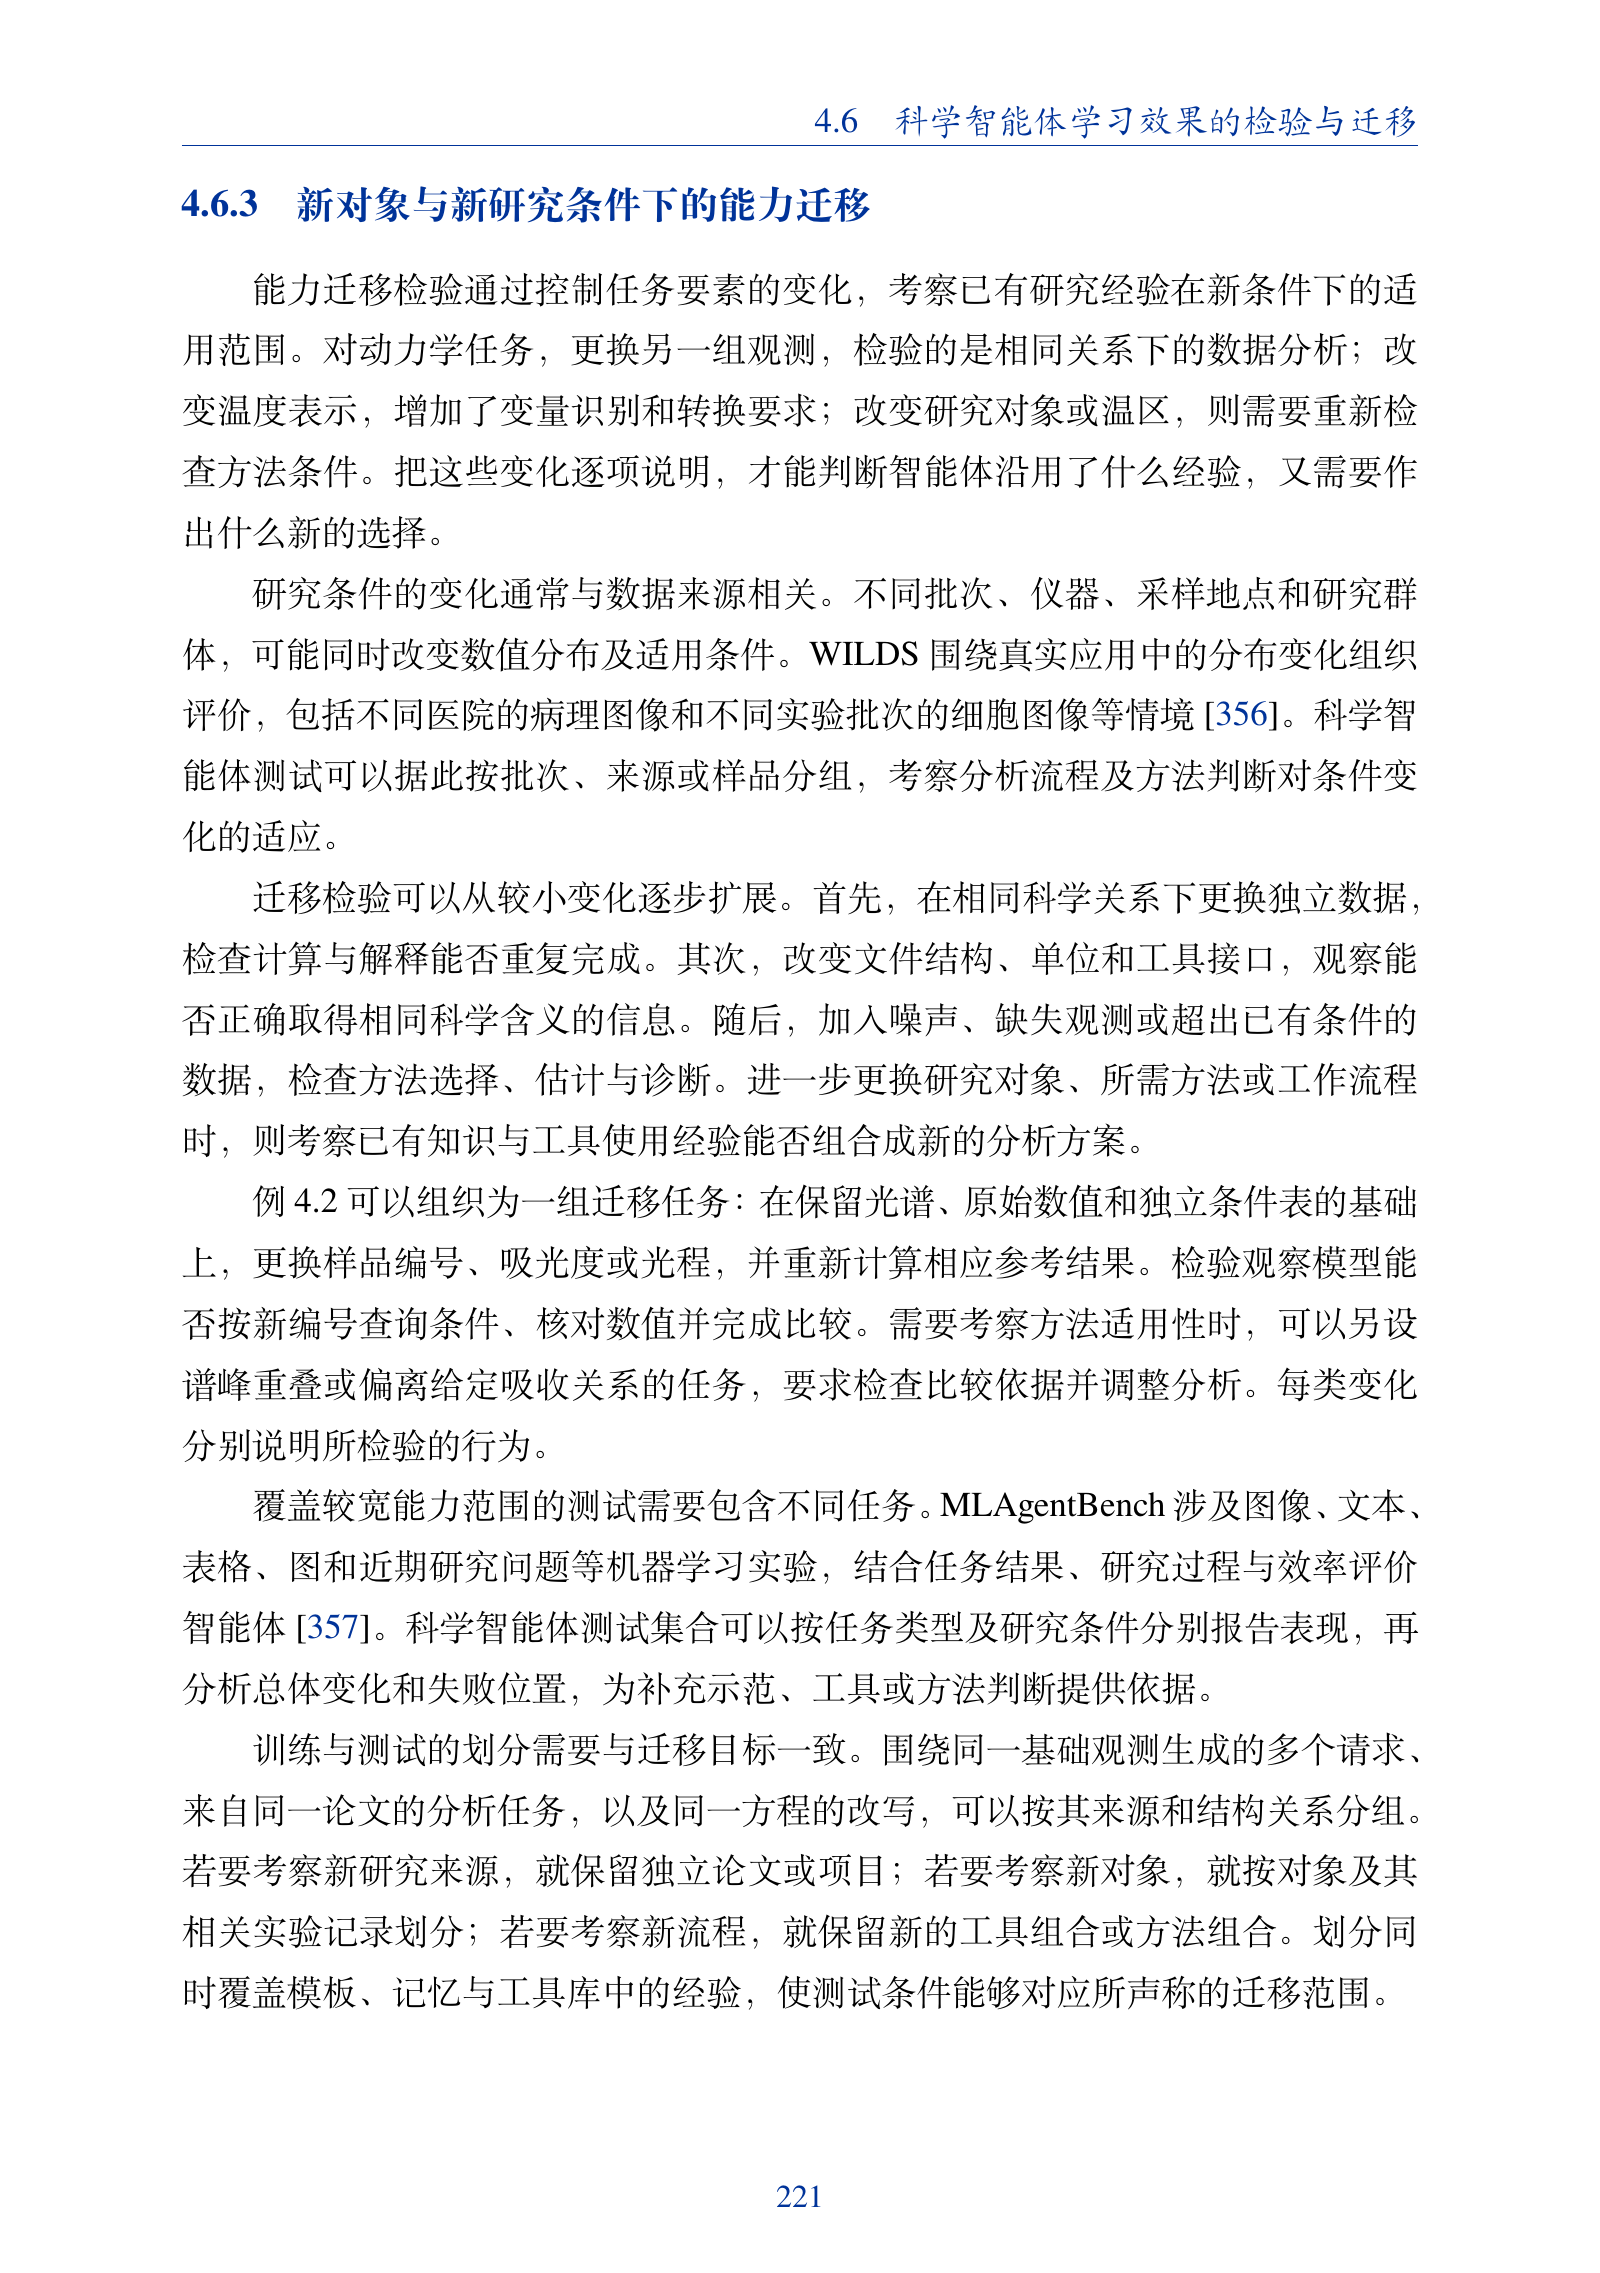 4.6 科学智能体学习效果的检验与迁移
4.6.3 新对象与新研究条件下的能力迁移
能力迁移检验通过控制任务要素的变化，考察已有研究经验在新条件下的适
用范围。对动力学任务，更换另一组观测，检验的是相同关系下的数据分析；改
变温度表示，增加了变量识别和转换要求；改变研究对象或温区，则需要重新检
查方法条件。把这些变化逐项说明，才能判断智能体沿用了什么经验，又需要作
出什么新的选择。
研究条件的变化通常与数据来源相关。不同批次、仪器、采样地点和研究群
体，可能同时改变数值分布及适用条件。WILDS 围绕真实应用中的分布变化组织
评价，包括不同医院的病理图像和不同实验批次的细胞图像等情境 [356]。科学智
能体测试可以据此按批次、来源或样品分组，考察分析流程及方法判断对条件变
化的适应。
迁移检验可以从较小变化逐步扩展。首先，在相同科学关系下更换独立数据，
检查计算与解释能否重复完成。其次，改变文件结构、单位和工具接口，观察能
否正确取得相同科学含义的信息。随后，加入噪声、缺失观测或超出已有条件的
数据，检查方法选择、估计与诊断。进一步更换研究对象、所需方法或工作流程
时，则考察已有知识与工具使用经验能否组合成新的分析方案。
例 4.2 可以组织为一组迁移任务：在保留光谱、原始数值和独立条件表的基础
上，更换样品编号、吸光度或光程，并重新计算相应参考结果。检验观察模型能
否按新编号查询条件、核对数值并完成比较。需要考察方法适用性时，可以另设
谱峰重叠或偏离给定吸收关系的任务，要求检查比较依据并调整分析。每类变化
分别说明所检验的行为。
覆盖较宽能力范围的测试需要包含不同任务。MLAgentBench 涉及图像、文本、
表格、图和近期研究问题等机器学习实验，结合任务结果、研究过程与效率评价
智能体 [357]。科学智能体测试集合可以按任务类型及研究条件分别报告表现，再
分析总体变化和失败位置，为补充示范、工具或方法判断提供依据。
训练与测试的划分需要与迁移目标一致。围绕同一基础观测生成的多个请求、
来自同一论文的分析任务，以及同一方程的改写，可以按其来源和结构关系分组。
若要考察新研究来源，就保留独立论文或项目；若要考察新对象，就按对象及其
相关实验记录划分；若要考察新流程，就保留新的工具组合或方法组合。划分同
时覆盖模板、记忆与工具库中的经验，使测试条件能够对应所声称的迁移范围。
221